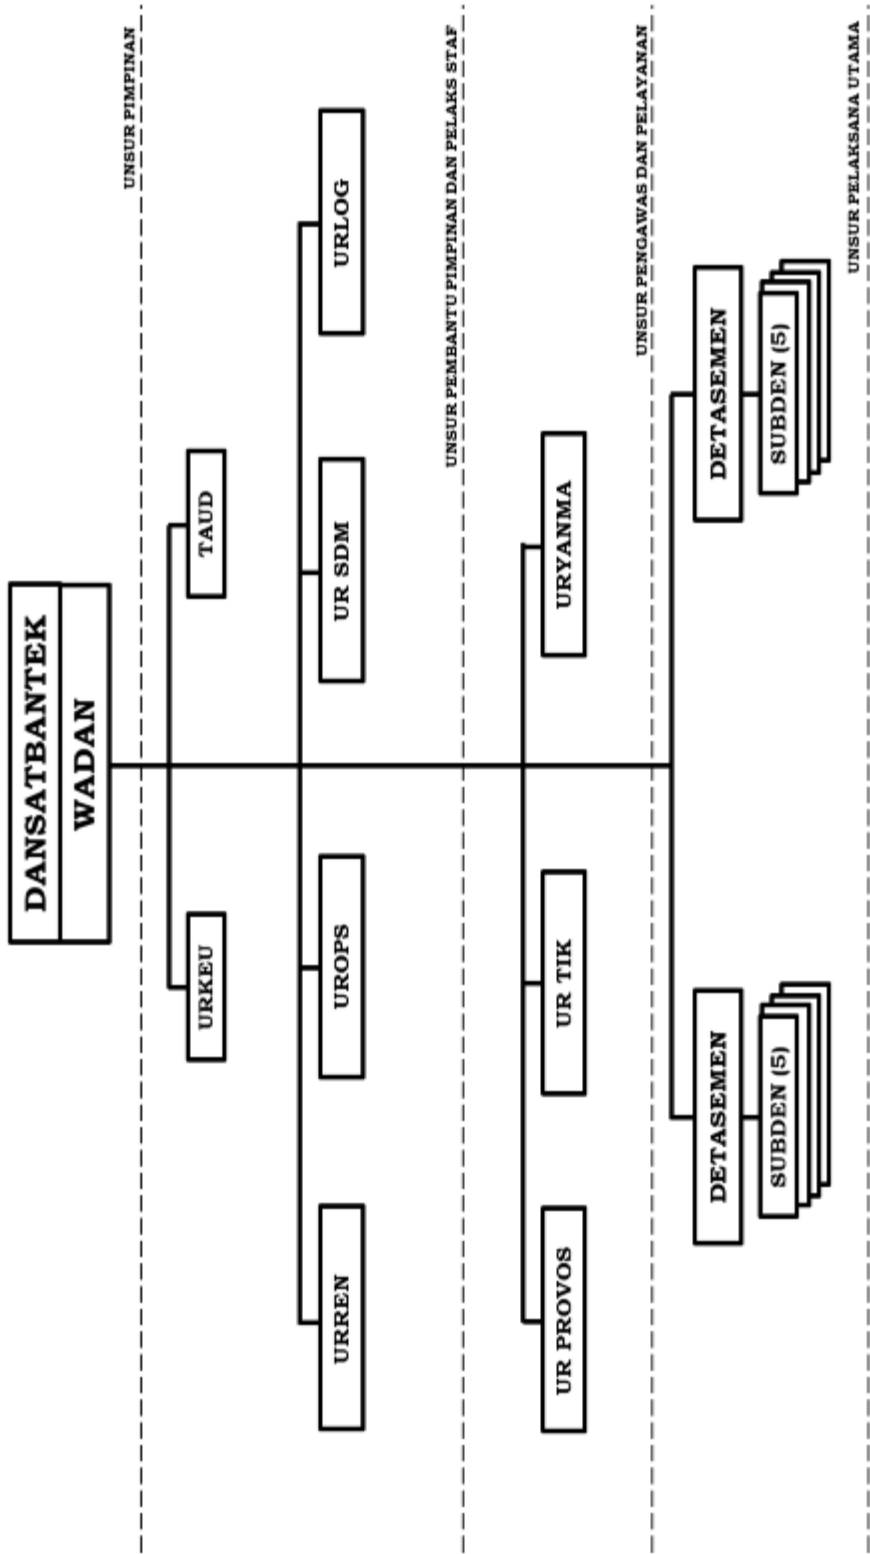 DANSATBANTEK
WADAN
UNSUR PIMPINAN
URKEU
TAUD
URREN
UROPS
UR SDM
URLOG
UNSUR PEMBANTU PIMPINAN DAN PELAKS STAF
UR PROVOS
UR TIK
URYANMA
UNSUR PENGAWAS DAN PELAYANAN
DETASEMEN
DETASEMEN
SUBDEN (5)
SUBDEN (5)
UNSUR PELAKSANA UTAMA